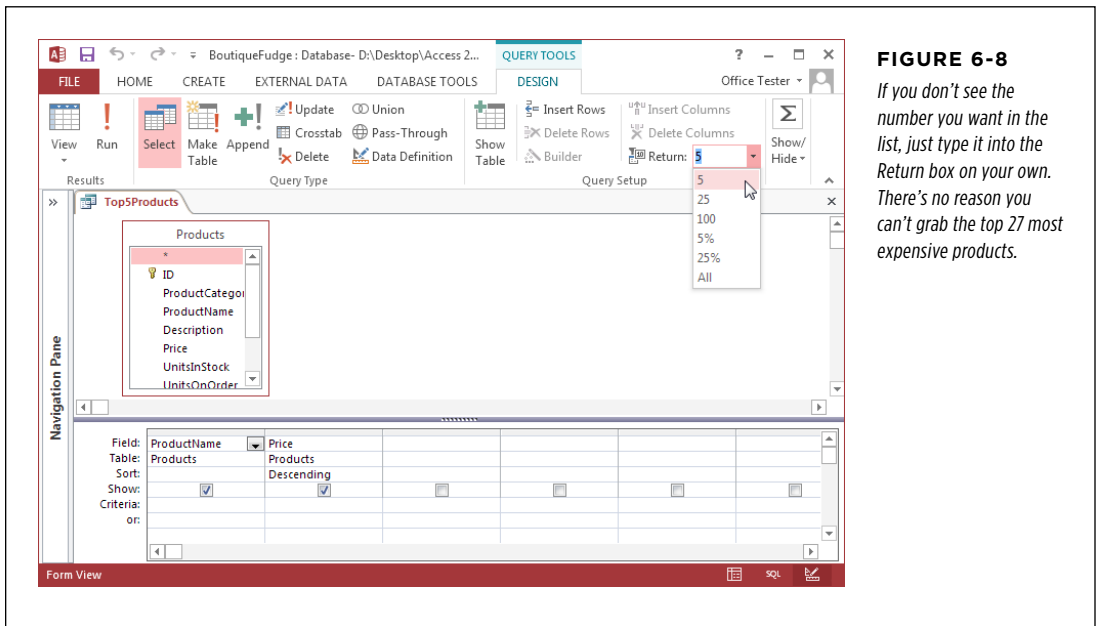 BoutiqueFudge : Database- D:\Desktop\Access 2...
QUERY TOOLS
?
FILE
HOME
CREATE
EXTERNAL DATA
DATABASE TOOLS
DESIGN
Office Tester
View
Run
Select
Make Table
Append
Update
Crosstab
Delete
Union
Pass-Through
Data Definition
Show Table
Insert Rows
Delete Rows
Builder
Insert Columns
Delete Columns
Return: 5
Show/ Hide
Results
Query Type
Query Setup
5
25
100
5%
25%
All
Top5Products
Products
*
ID
ProductCategor
ProductName
Description
Price
UnitsInStock
UnitsOnOrder
Navigation Pane
Field: ProductName Price
Table: Products Products
Sort: Descending
Show:
Criteria:
or:
Form View
SQL
FIGURE 6-8
If you don’t see the
number you want in the
list, just type it into the
Return box on your own.
There’s no reason you
can’t grab the top 27 most
expensive products.